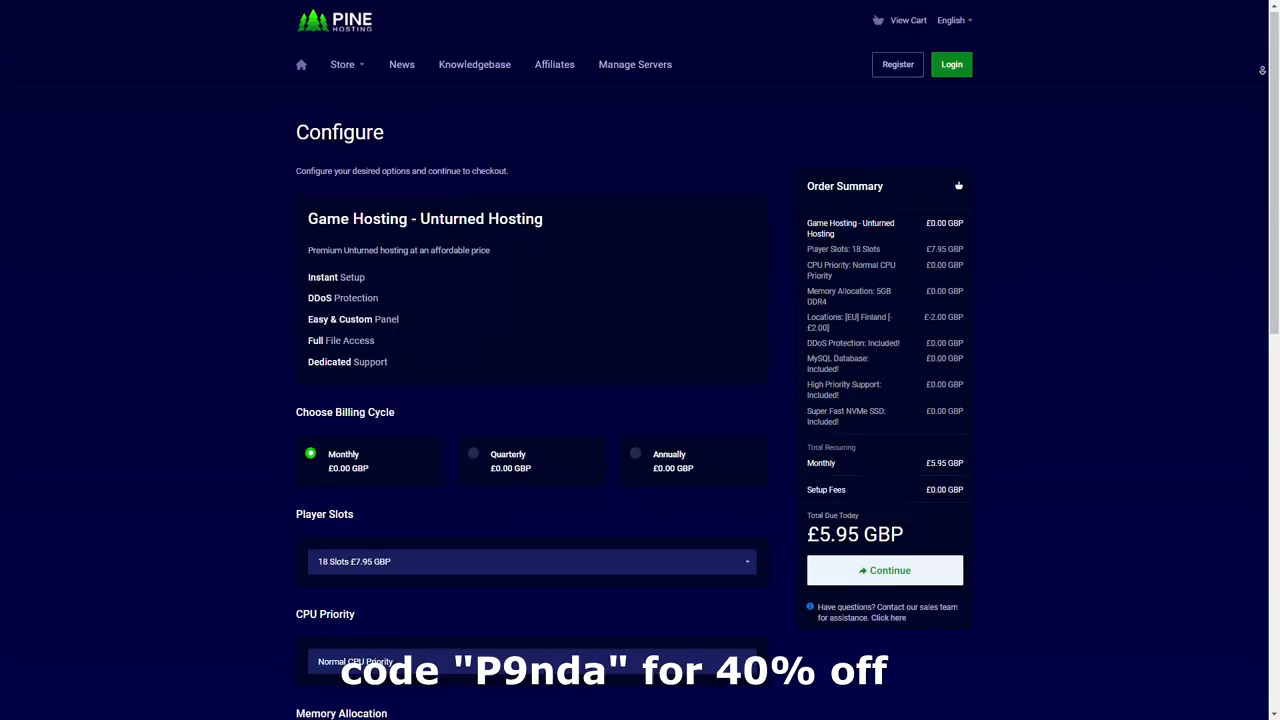 PINE
HOSTING
View Cart
English
Store
News
Knowledgebase
Affiliates
Manage Servers
Register
Login
Configure
Configure your desired options and continue to checkout.
Game Hosting - Unturned Hosting
Premium Unturned hosting at an affordable price
Instant Setup
DDoS Protection
Easy & Custom Panel
Full File Access
Dedicated Support
Choose Billing Cycle
Monthly
£0.00 GBP
Quarterly
£0.00 GBP
Annually
£0.00 GBP
Player Slots
18 Slots £7.95 GBP
CPU Priority
Normal CPU Priority
Memory Allocation
Order Summary
Game Hosting - Unturned £0.00 GBP
Hosting
Player Slots: 18 Slots £7.95 GBP
CPU Priority: Normal CPU £0.00 GBP
Priority
Memory Allocation: 5GB £0.00 GBP
DDR4
Locations: [EU] Finland [- £-2.00 GBP
£2.00]
DDoS Protection: Included! £0.00 GBP
MySQL Database: £0.00 GBP
Included!
High Priority Support: £0.00 GBP
Included!
Super Fast NVMe SSD: £0.00 GBP
Included!
Total Recurring
Monthly £5.95 GBP
Setup Fees £0.00 GBP
Total Due Today
£5.95 GBP
Continue
Have questions? Contact our sales team
for assistance. Click here
code "P9nda" for 40% off